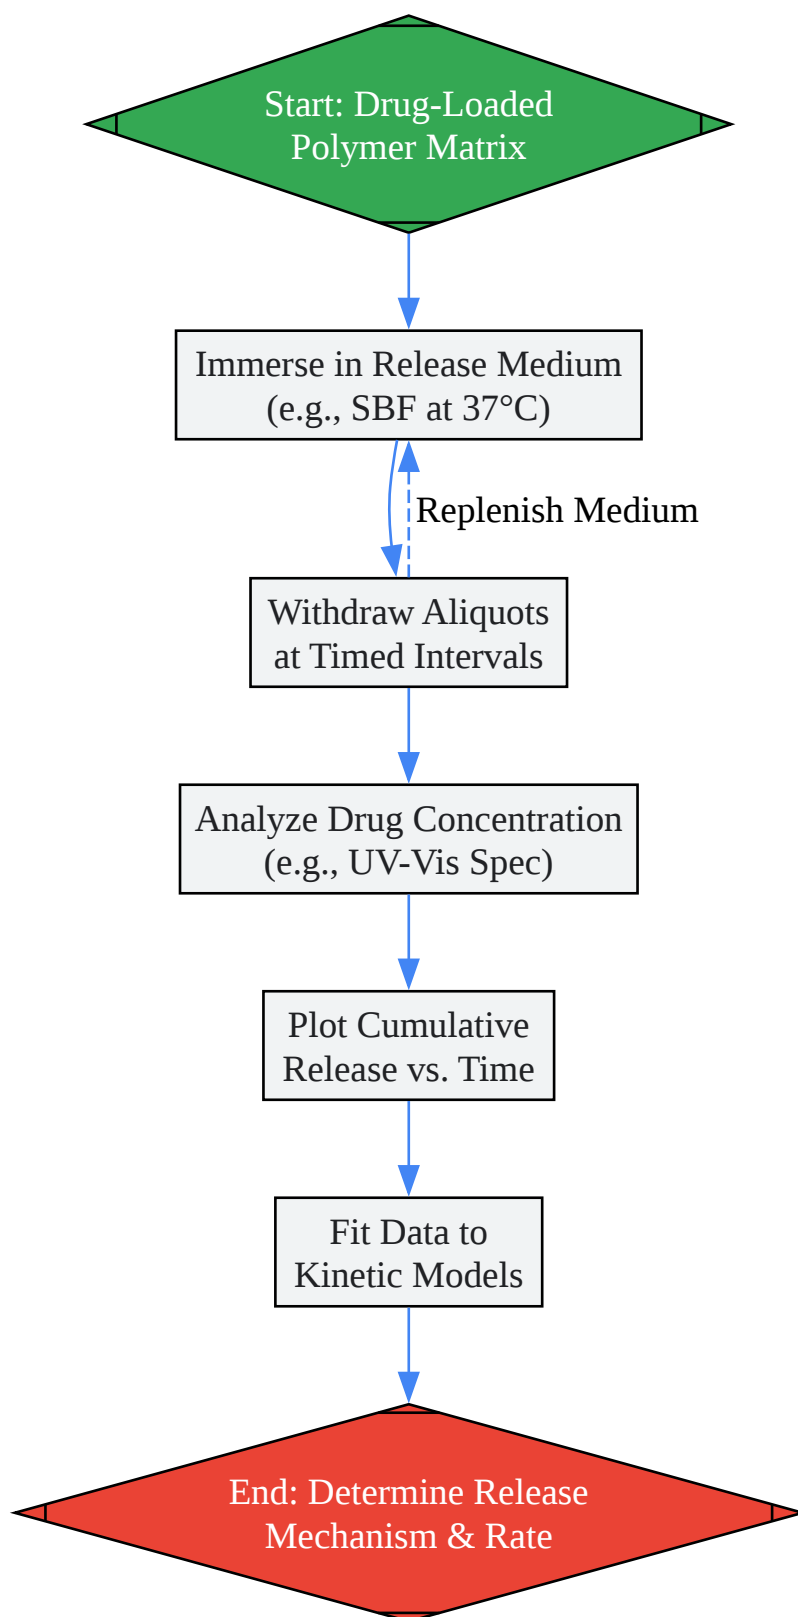 Start: Drug-Loaded
Polymer Matrix
Immerse in Release Medium
(e.g., SBF at 37°C)
Replenish Medium
Withdraw Aliquots
at Timed Intervals
Analyze Drug Concentration
(e.g., UV-Vis Spec)
Plot Cumulative
Release vs. Time
Fit Data to
Kinetic Models
End: Determine Release
Mechanism & Rate